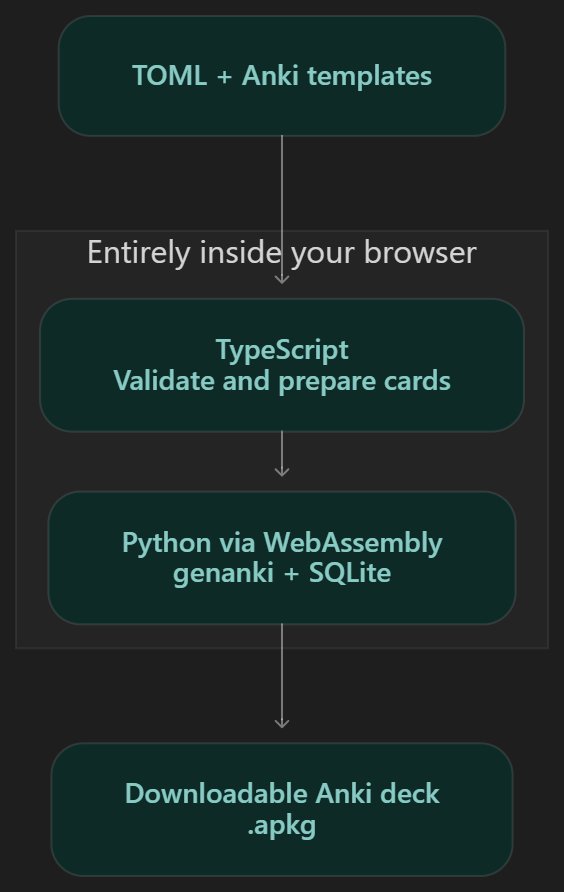 TOML + Anki templates
Entirely inside your browser
TypeScript
Validate and prepare cards
Python via WebAssembly
genanki + SQLite
Downloadable Anki deck
.apkg